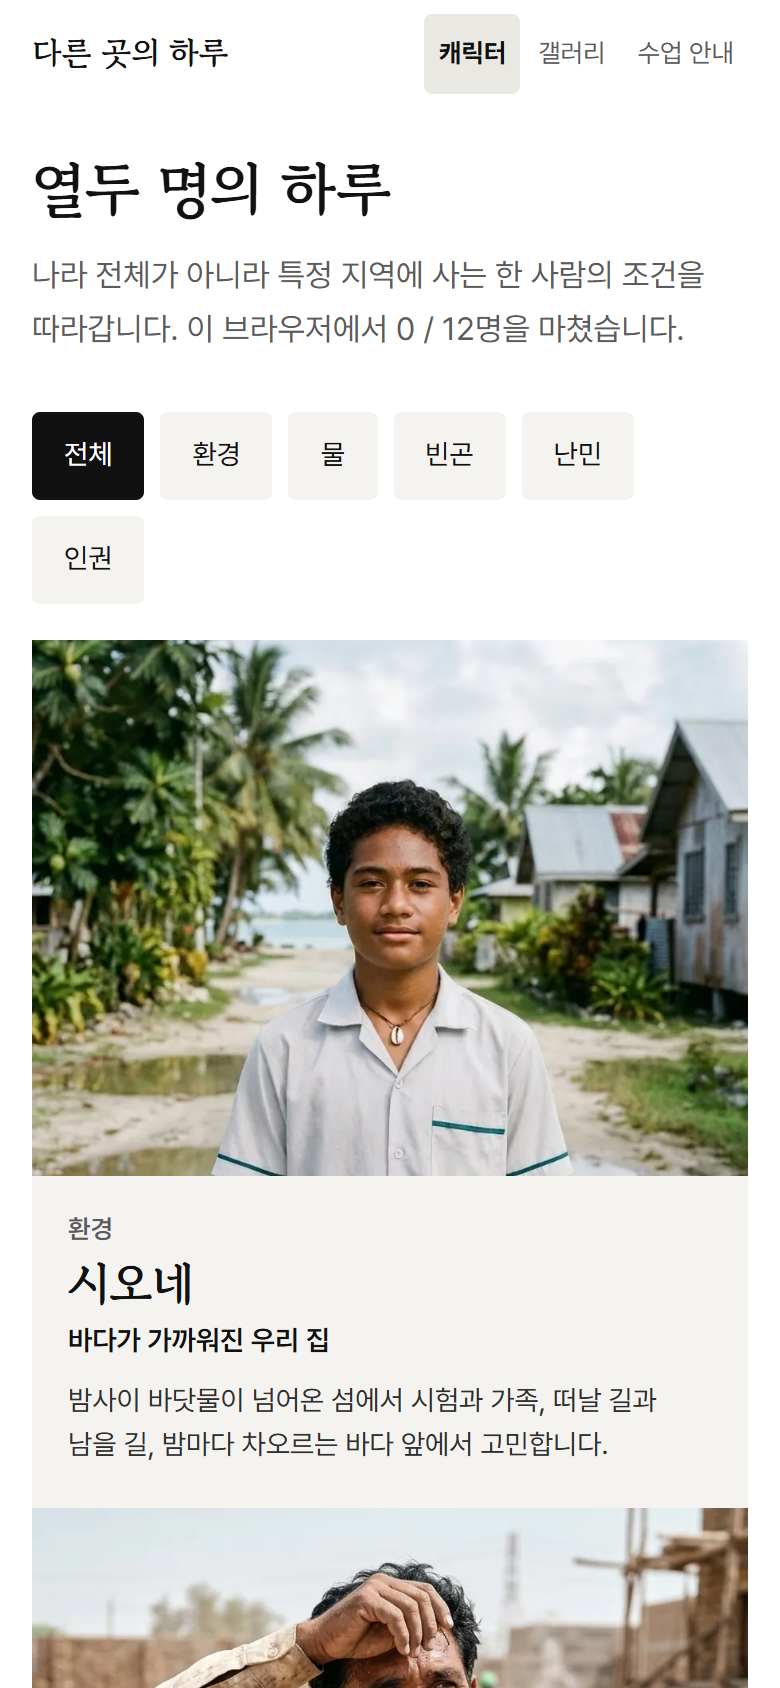 다른 곳의 하루
캐릭터 갤러리 수업 안내
열두 명의 하루
나라 전체가 아니라 특정 지역에 사는 한 사람의 조건을
따라갑니다. 이 브라우저에서 0 / 12명을 마쳤습니다.
전체 환경 물 빈곤 난민
인권
환경
시오네
바다가 가까워진 우리 집
밤사이 바닷물이 넘어온 섬에서 시험과 가족, 떠날 길과
남을 길, 밤마다 차오르는 바다 앞에서 고민합니다.